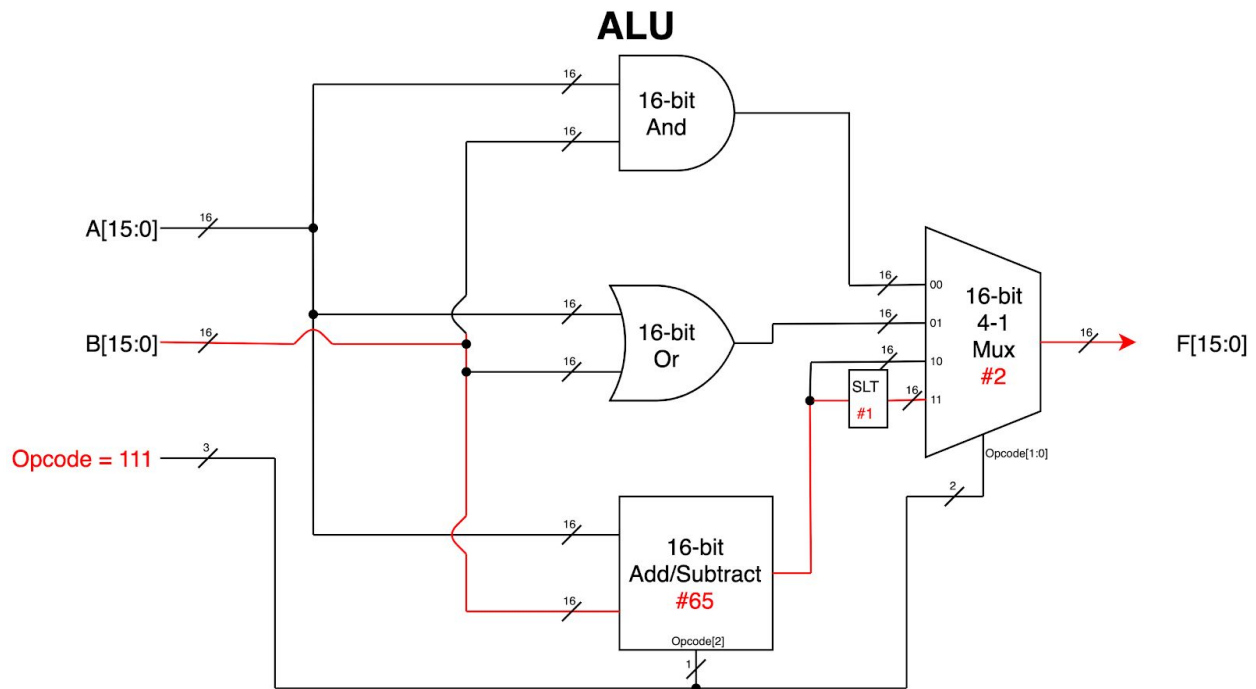 ALU
16
16-bit
And
16
A[15:0]
16
16
16-bit
4-1
Mux
#2
00
16
01
16
10
16
11
16
16-bit
Or
16
B[15:0]
16
16
F[15:0]
SLT
#1
Opcode = 111
3
Opcode[1:0]
2
16
16-bit
Add/Subtract
#65
16
Opcode[2]
1